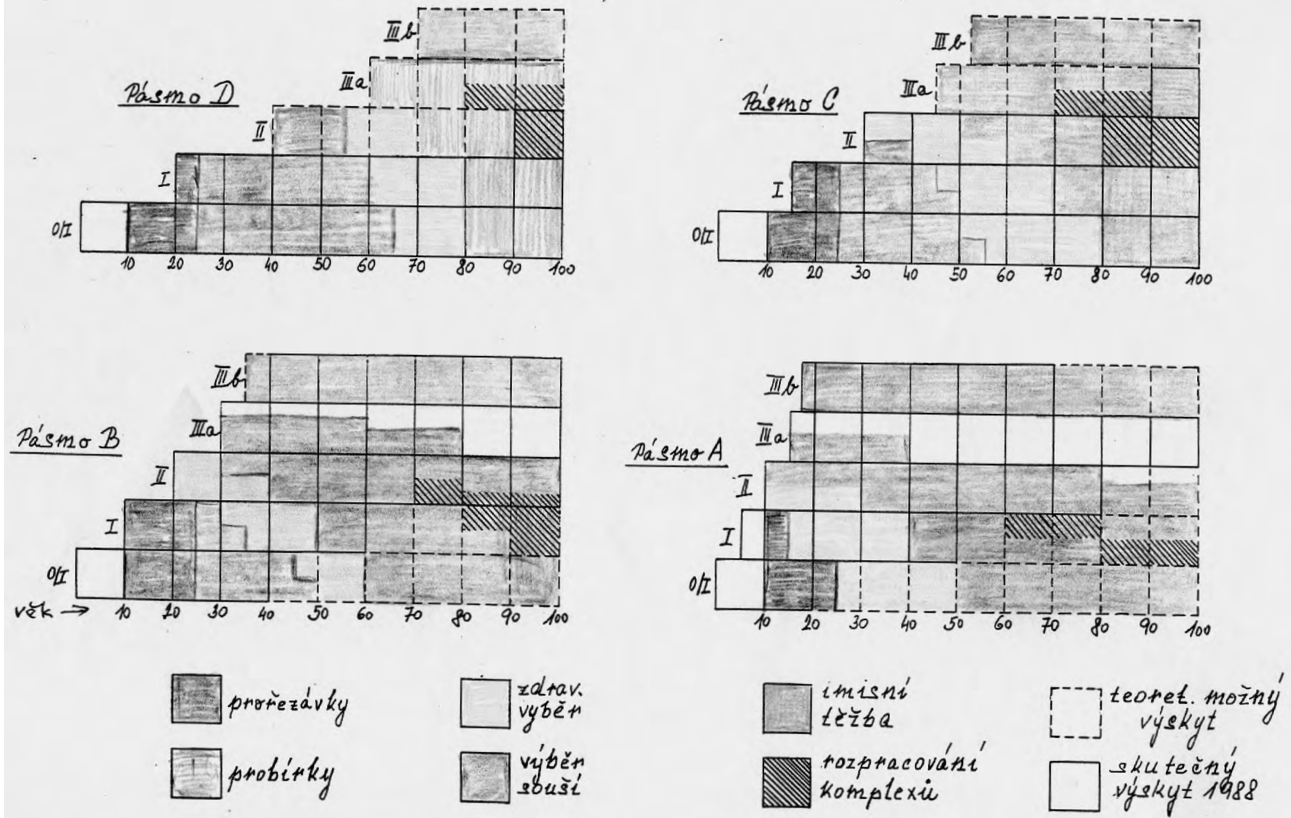 Pásmo D
III b
III a
II
I
0/I
10 20 30 40 50 60 70 80 90 100
Pásmo C
III b
III a
II
I
0/I
10 20 30 40 50 60 70 80 90 100
Pásmo B
III b
III a
II
I
0/I
věk →
10 20 30 40 50 60 70 80 90 100
Pásmo A
III b
III a
II
I
0/I
10 20 30 40 50 60 70 80 90 100
prořezávky
probírky
zdrav.
výběr
výběr
souší
imisní
těžba
rozpracování
komplexů
teoret. možný
výskyt
skutečný
výskyt 1988